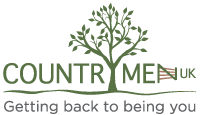 COUNTRYMEN UK
Getting back to being you